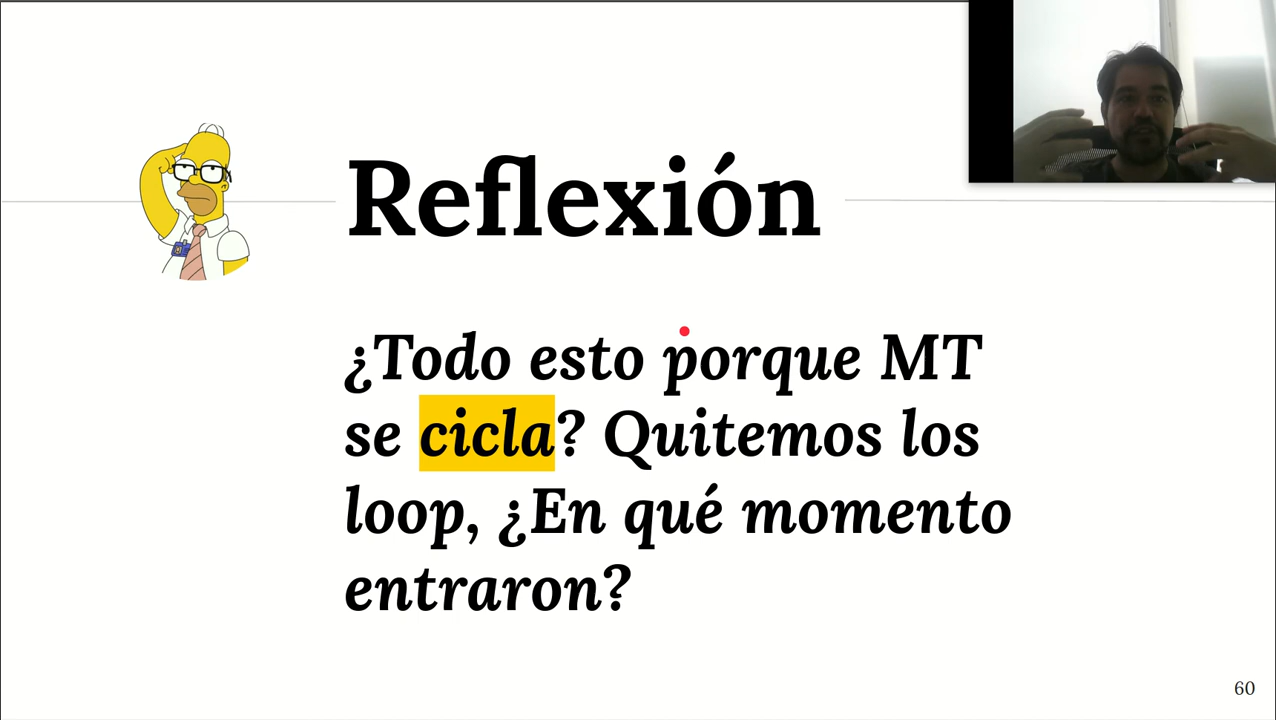 Reflexión
¿Todo esto porque MT
se cicla? Quitemos los
loop, ¿En qué momento
entraron?
60